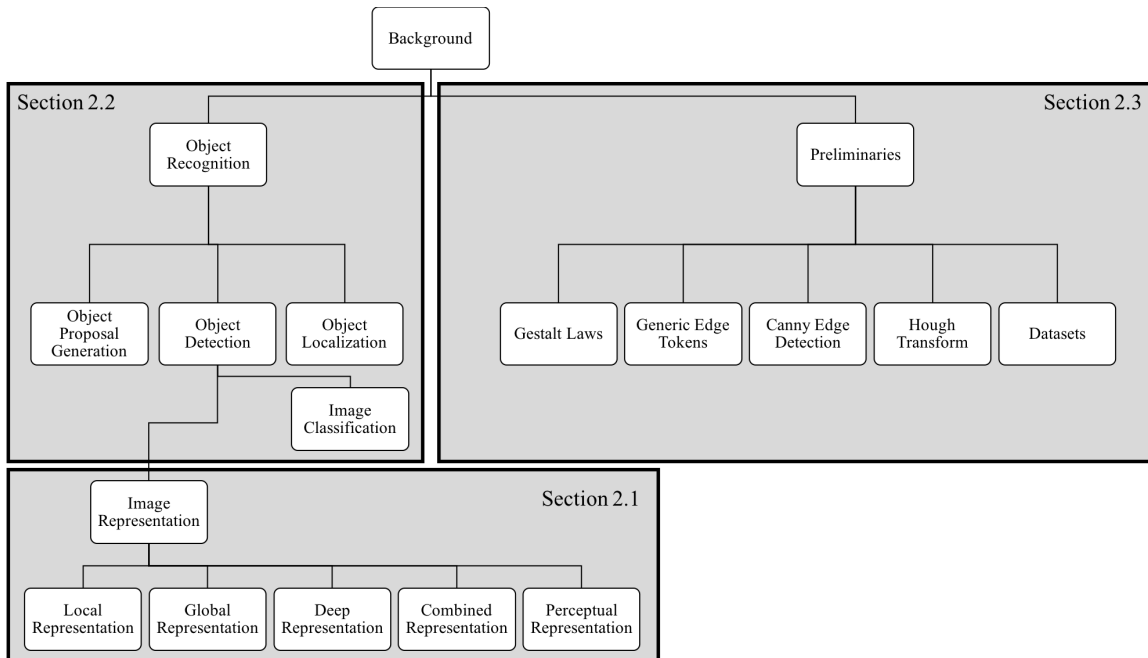 Background
Section 2.2
Section 2.3
Object
Recognition
Preliminaries
Object
Proposal
Generation
Object
Detection
Object
Localization
Gestalt Laws
Generic Edge
Tokens
Canny Edge
Detection
Hough
Transform
Datasets
Image
Classification
Image
Representation
Section 2.1
Local
Representation
Global
Representation
Deep
Representation
Combined
Representation
Perceptual
Representation